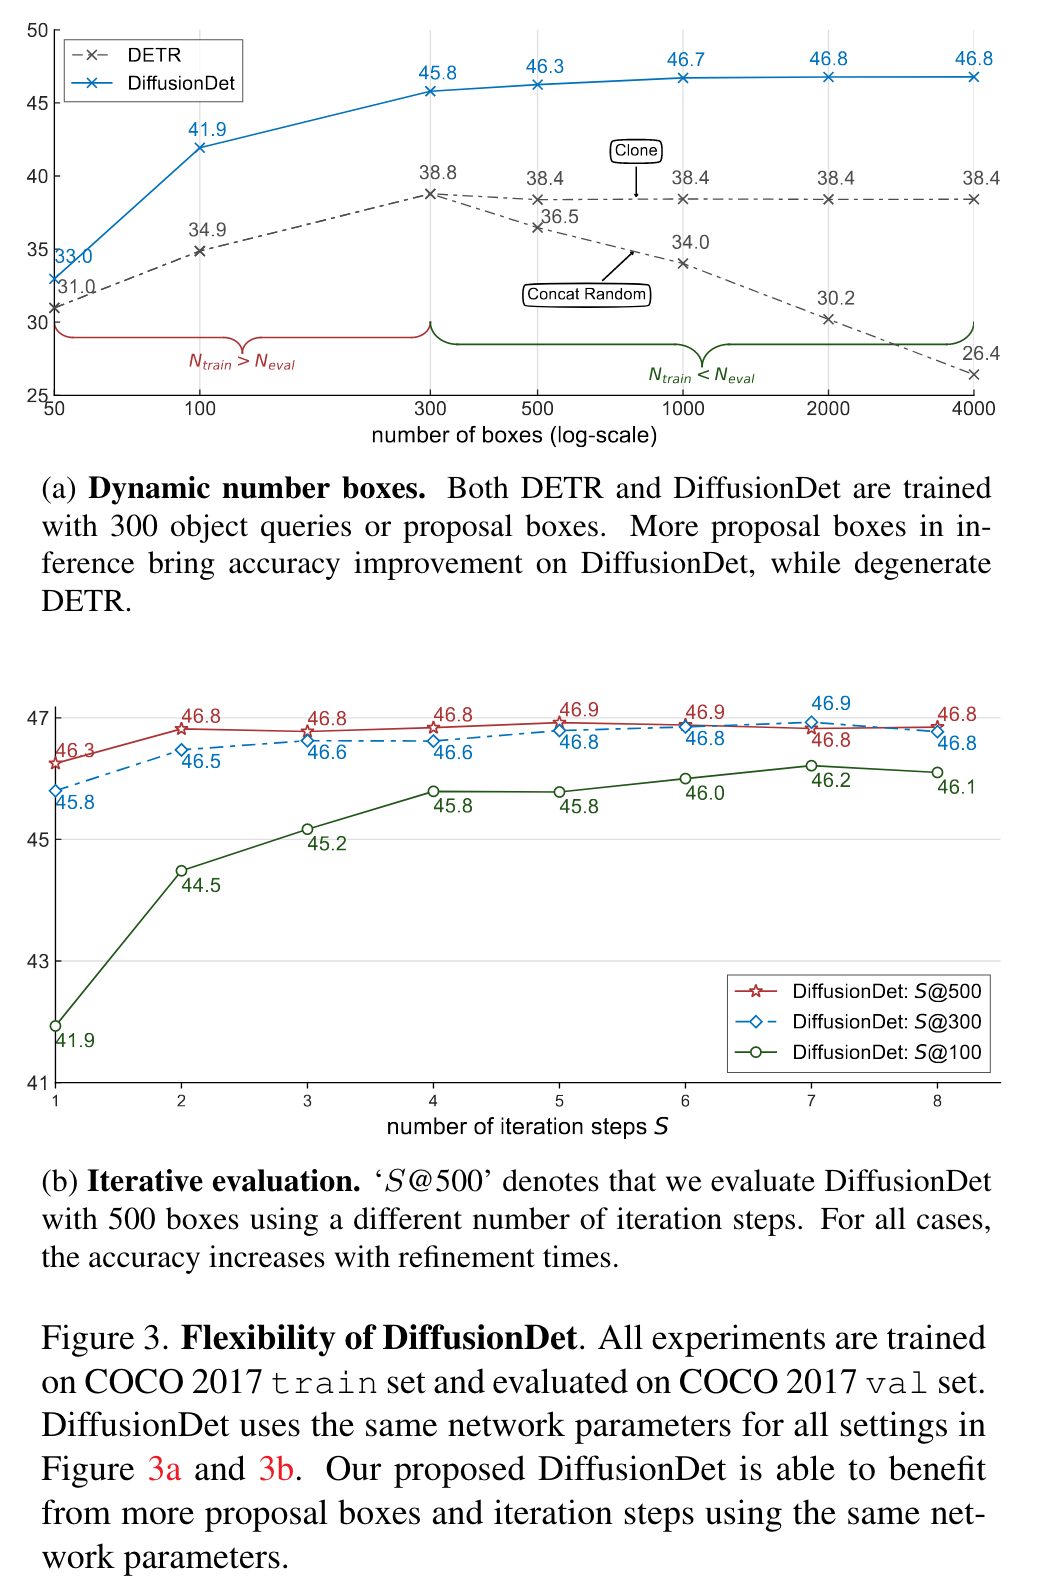 50
DETR
DiffusionDet
45.8
46.3
46.7
46.8
46.8
45
41.9
Clone
40
38.8
38.4
38.4
38.4
38.4
36.5
34.9
34.0
35
33.0
31.0
Concat Random
30.2
30
26.4
N_train > N_eval
N_train < N_eval
25
50 100 300 500 1000 2000 4000
number of boxes (log-scale)
(a) Dynamic number boxes. Both DETR and DiffusionDet are trained
with 300 object queries or proposal boxes. More proposal boxes in in-
ference bring accuracy improvement on DiffusionDet, while degenerate
DETR.
47
46.3 46.8 46.8 46.8 46.9 46.9 46.8 46.8
45.8 46.5 46.6 46.6 46.8 46.8 46.9 46.8
41.9 44.5 45.2 45.8 45.8 46.0 46.2 46.1
45
43
DiffusionDet: S@500
DiffusionDet: S@300
DiffusionDet: S@100
41
1 2 3 4 5 6 7 8
number of iteration steps S
(b) Iterative evaluation. ‘S@500’ denotes that we evaluate DiffusionDet
with 500 boxes using a different number of iteration steps. For all cases,
the accuracy increases with refinement times.
Figure 3. Flexibility of DiffusionDet. All experiments are trained
on COCO 2017 train set and evaluated on COCO 2017 val set.
DiffusionDet uses the same network parameters for all settings in
Figure 3a and 3b. Our proposed DiffusionDet is able to benefit
from more proposal boxes and iteration steps using the same net-
work parameters.